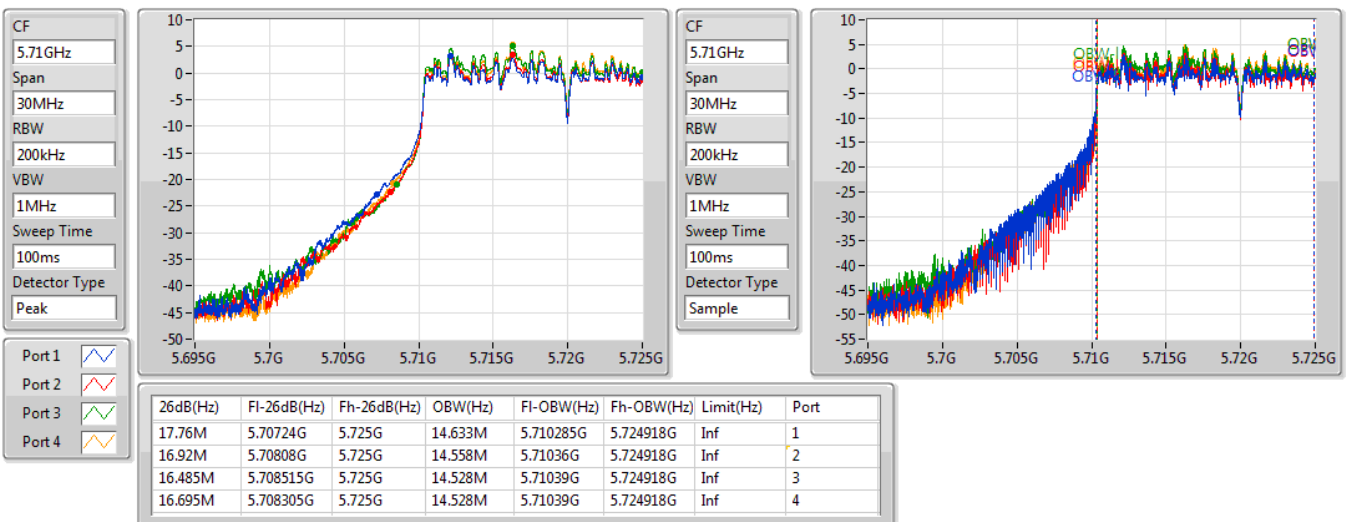 CF
5.71GHz
Span
30MHz
RBW
200kHz
VBW
1MHz
Sweep Time
100ms
Detector Type
Peak
10
5
0
-5
-10
-15
-20
-25
-30
-35
-40
-45
-50
5.695G 5.7G 5.705G 5.71G 5.715G 5.72G 5.725G
CF
5.71GHz
Span
30MHz
RBW
200kHz
VBW
1MHz
Sweep Time
100ms
Detector Type
Sample
10
5
0
-5
-10
-15
-20
-25
-30
-35
-40
-45
-50
-55
OBW-
OBW
OBW
OBW
5.695G 5.7G 5.705G 5.71G 5.715G 5.72G 5.725G
Port 1
Port 2
Port 3
Port 4
26dB(Hz) Fl-26dB(Hz) Fh-26dB(Hz) OBW(Hz) Fl-OBW(Hz) Fh-OBW(Hz) Limit(Hz) Port
17.76M 5.70724G 5.725G 14.633M 5.710285G 5.724918G Inf 1
16.92M 5.70808G 5.725G 14.558M 5.71036G 5.724918G Inf 2
16.485M 5.708515G 5.725G 14.528M 5.71039G 5.724918G Inf 3
16.695M 5.708305G 5.725G 14.528M 5.71039G 5.724918G Inf 4